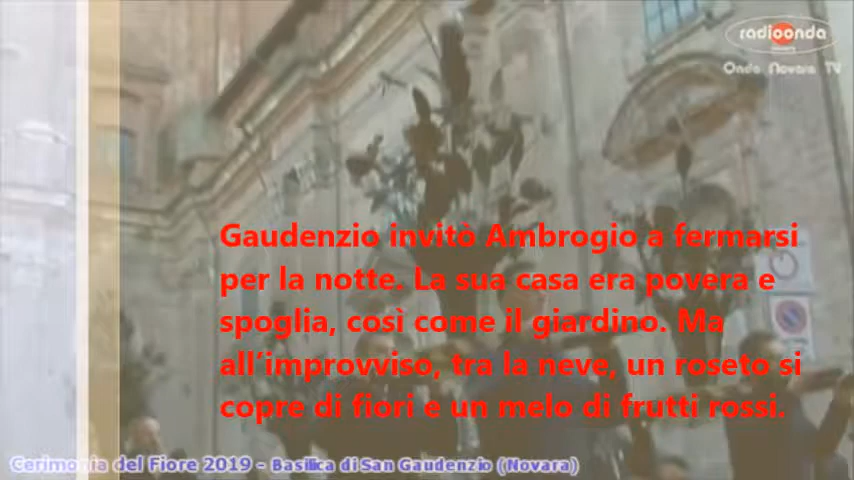 radioonda
Onda Novara TV
Gaudenzio invitò Ambrogio a fermarsi
per la notte. La sua casa era povera e
spoglia, così come il giardino. Ma
all'improvviso, tra la neve, un roseto si
copre di fiori e un melo di frutti rossi.
Cerimonia del Fiore 2019 - Basilica di San Gaudenzio (Novara)